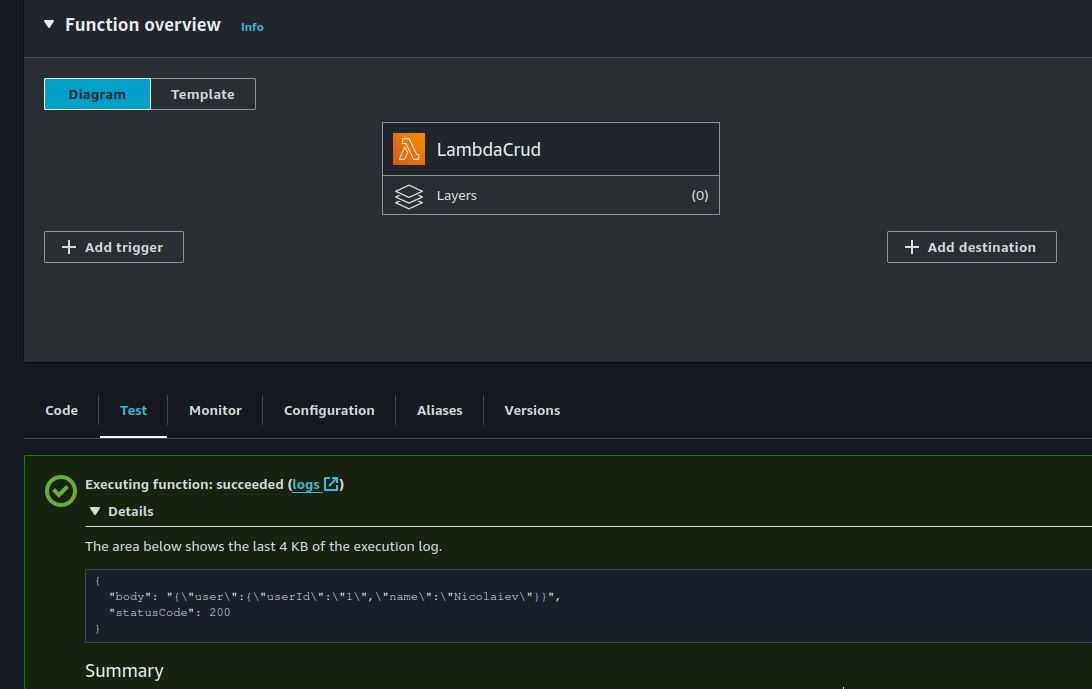 Function overview Info
Diagram Template
LambdaCrud
Layers (0)
Add trigger Add destination
Code Test Monitor Configuration Aliases Versions
Executing function: succeeded (logs)
Details
The area below shows the last 4 KB of the execution log.
{
"body": "{\"user\":{\"userId\":\"1\",\"name\":\"Nicolaiev\"}}",
"statusCode": 200
}
Summary